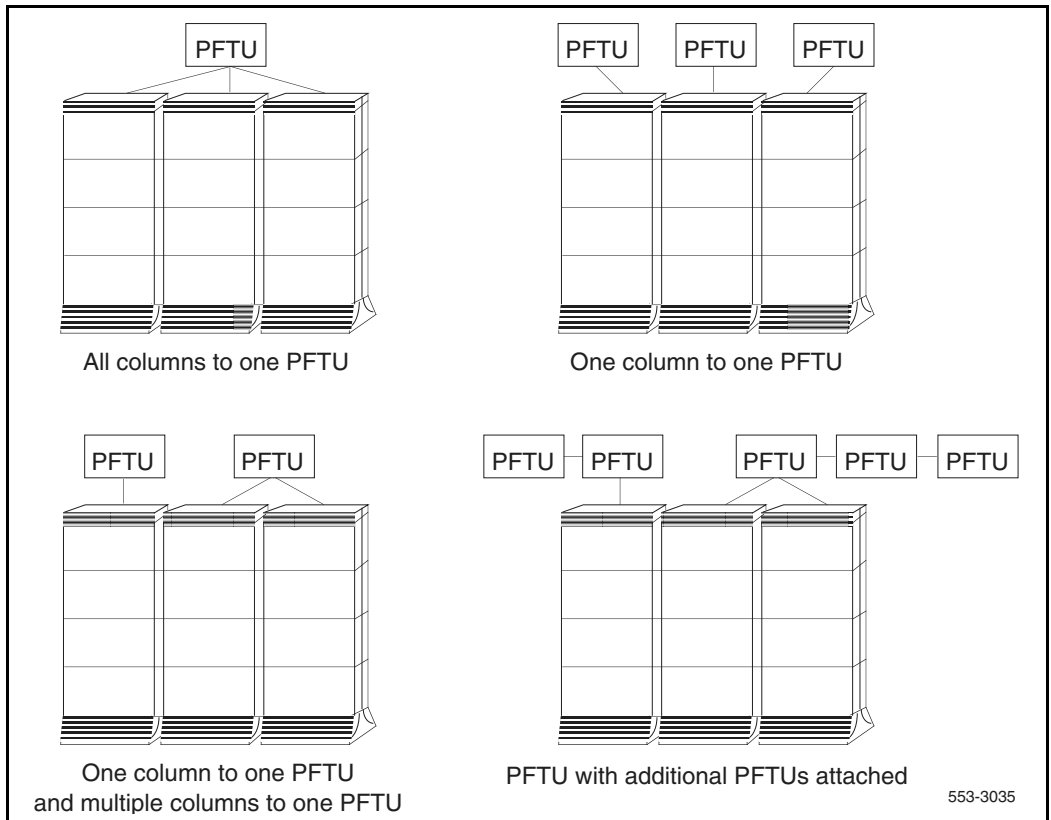 PFTU
All columns to one PFTU
PFTU PFTU PFTU
One column to one PFTU
PFTU PFTU
One column to one PFTU
and multiple columns to one PFTU
PFTU PFTU PFTU PFTU PFTU
PFTU with additional PFTUs attached
553-3035